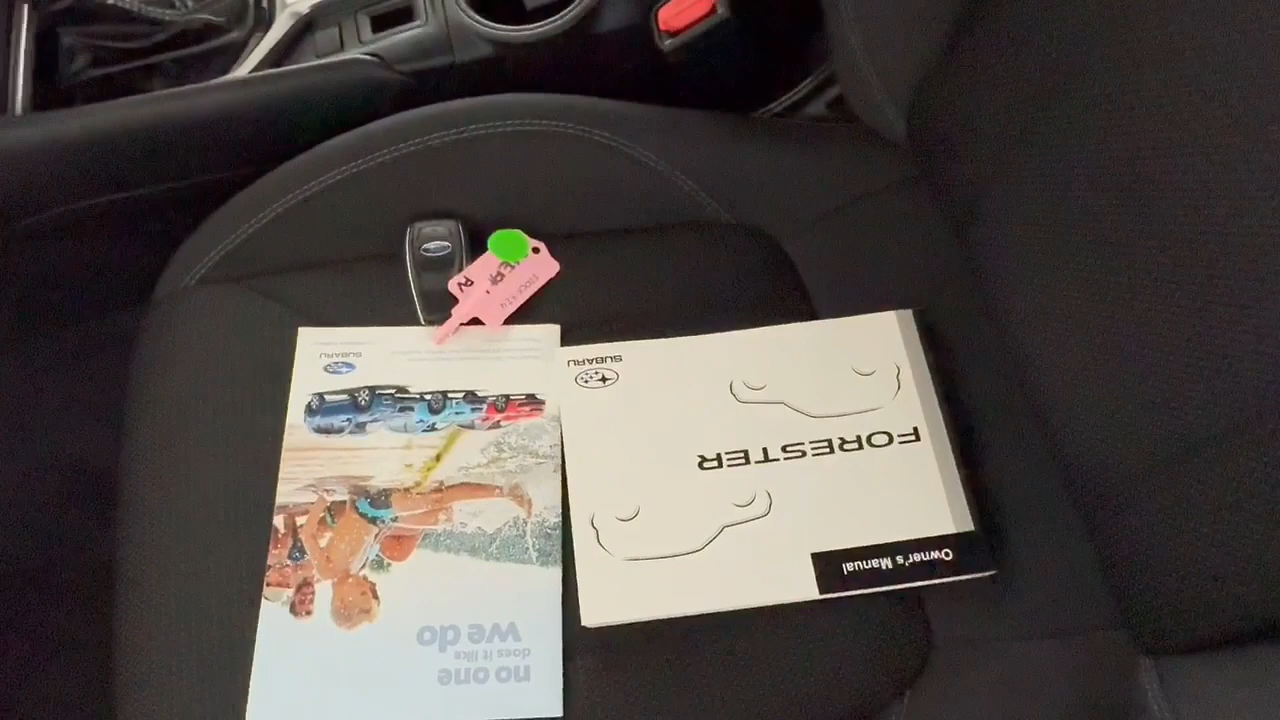 no one
does it like
we do
SUBARU
Owner's Manual
FORESTER
SUBARU